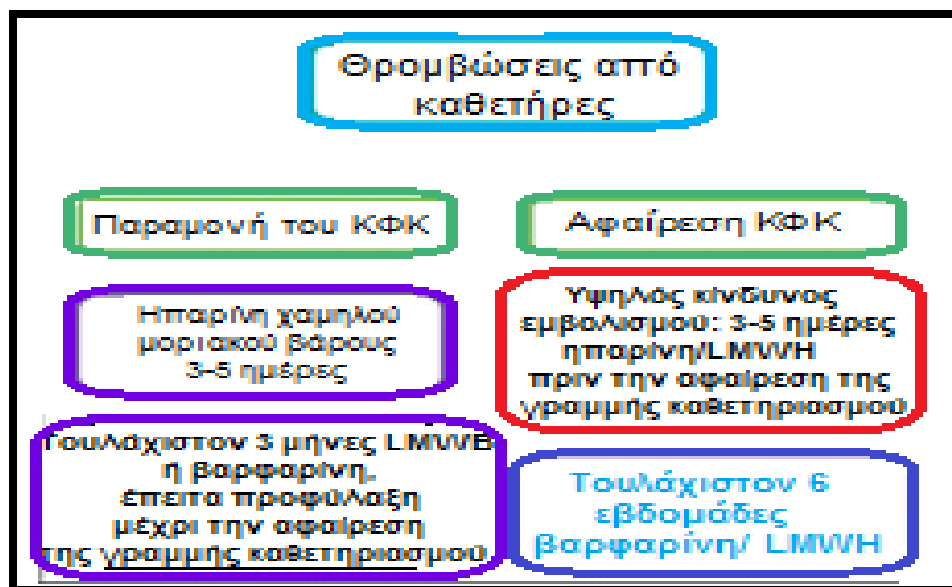 Θρομβώσεις από
καθετήρες
Παραμονή του ΚΦΚ
Αφαίρεση ΚΦΚ
Ηπαρίνη χαμηλού
μοριακού βάρους
3-5 ημέρες
Υψηλός κίνδυνος
εμβολισμού: 3-5 ημέρες
ηπαρίνη/LMWH
πριν την αφαίρεση της
γραμμής καθετηριασμού
Τουλάχιστον 3 μήνες LMWB
ή βαρφαρίνη,
έπειτα προφύλαξη
μέχρι την αφαίρεση
της γραμμής καθετηριασμού
Τουλάχιστον 6
εβδομάδες
βαρφαρίνη/ LMWH